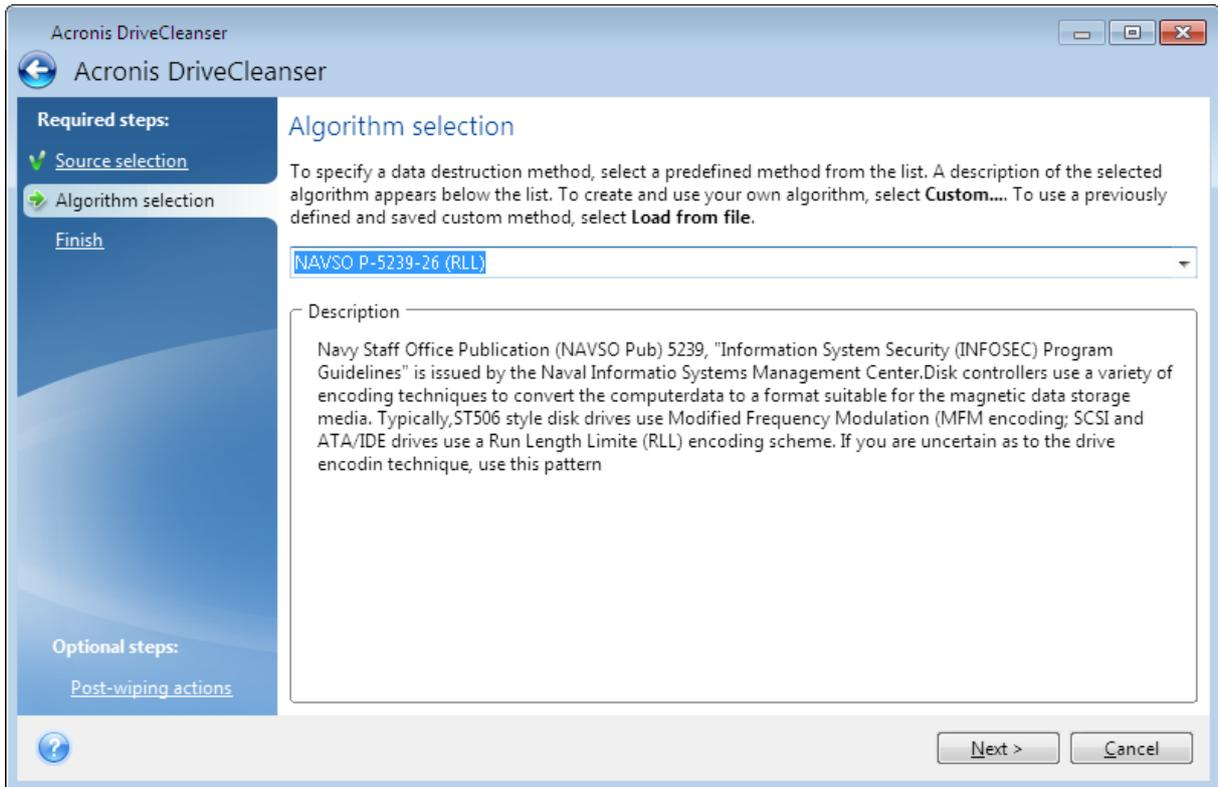 Acronis DriveCleanser
Acronis DriveCleanser
Required steps:
Source selection
Algorithm selection
Finish
Optional steps:
Post-wiping actions
Algorithm selection
To specify a data destruction method, select a predefined method from the list. A description of the selected
algorithm appears below the list. To create and use your own algorithm, select Custom.... To use a previously
defined and saved custom method, select Load from file.
NAVSO P-5239-26 (RLL)
Description
Navy Staff Office Publication (NAVSO Pub) 5239, "Information System Security (INFOSEC) Program
Guidelines" is issued by the Naval Informatio Systems Management Center.Disk controllers use a variety of
encoding techniques to convert the computerdata to a format suitable for the magnetic data storage
media. Typically,ST506 style disk drives use Modified Frequency Modulation (MFM encoding; SCSI and
ATA/IDE drives use a Run Length Limite (RLL) encoding scheme. If you are uncertain as to the drive
encodin technique, use this pattern
?
Next >
Cancel